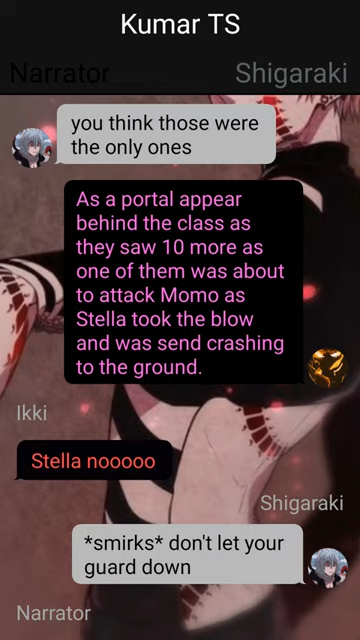 Kumar TS
Narrator
Shigaraki
you think those were
the only ones
As a portal appear
behind the class as
they saw 10 more as
one of them was about
to attack Momo as
Stella took the blow
and was send crashing
to the ground.
Ikki
Stella nooooo
Shigaraki
*smirks* don't let your
guard down
Narrator